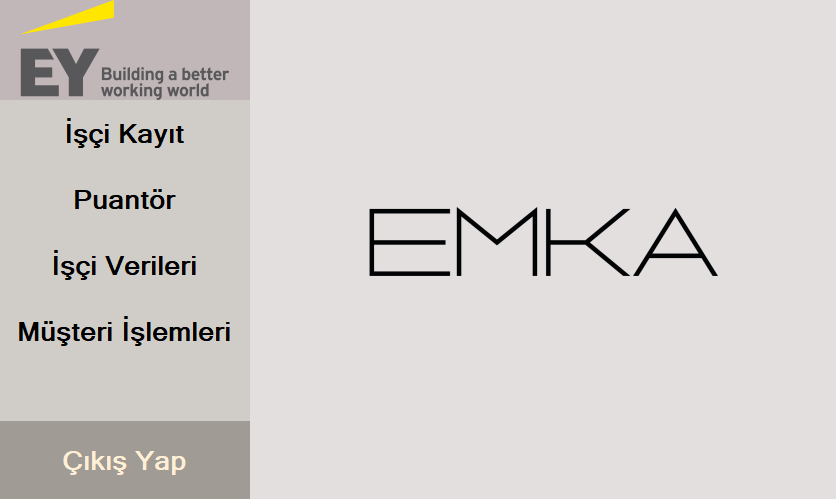 EY
Building a better
working world
İşçi Kayıt
Puantör
İşçi Verileri
Müşteri İşlemleri
Çıkış Yap
EMKA